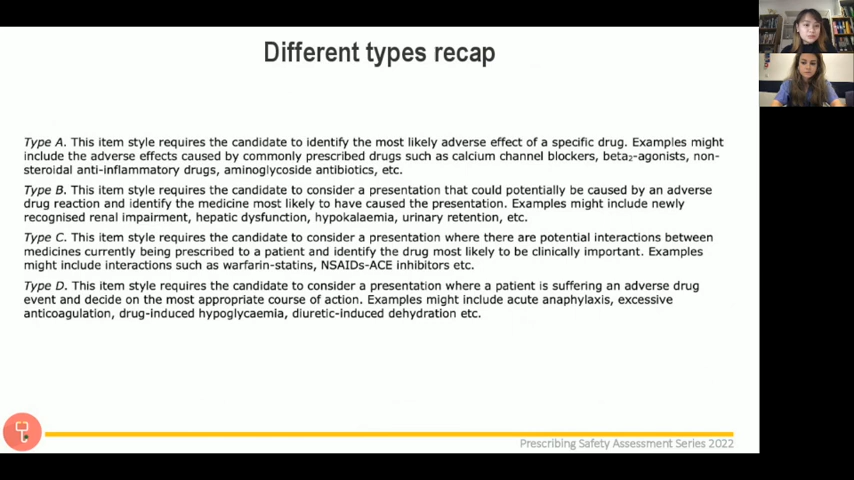 Different types recap
Type A. This item style requires the candidate to identify the most likely adverse effect of a specific drug. Examples might
include the adverse effects caused by commonly prescribed drugs such as calcium channel blockers, beta₂-agonists, non-
steroidal anti-inflammatory drugs, aminoglycoside antibiotics, etc.
Type B. This item style requires the candidate to consider a presentation that could potentially be caused by an adverse
drug reaction and identify the medicine most likely to have caused the presentation. Examples might include newly
recognised renal impairment, hepatic dysfunction, hypokalaemia, urinary retention, etc.
Type C. This item style requires the candidate to consider a presentation where there are potential interactions between
medicines currently being prescribed to a patient and identify the drug most likely to be clinically important. Examples
might include interactions such as warfarin-statins, NSAIDs-ACE inhibitors etc.
Type D. This item style requires the candidate to consider a presentation where a patient is suffering an adverse drug
event and decide on the most appropriate course of action. Examples might include acute anaphylaxis, excessive
anticoagulation, drug-induced hypoglycaemia, diuretic-induced dehydration etc.
Prescribing Safety Assessment Series 2022